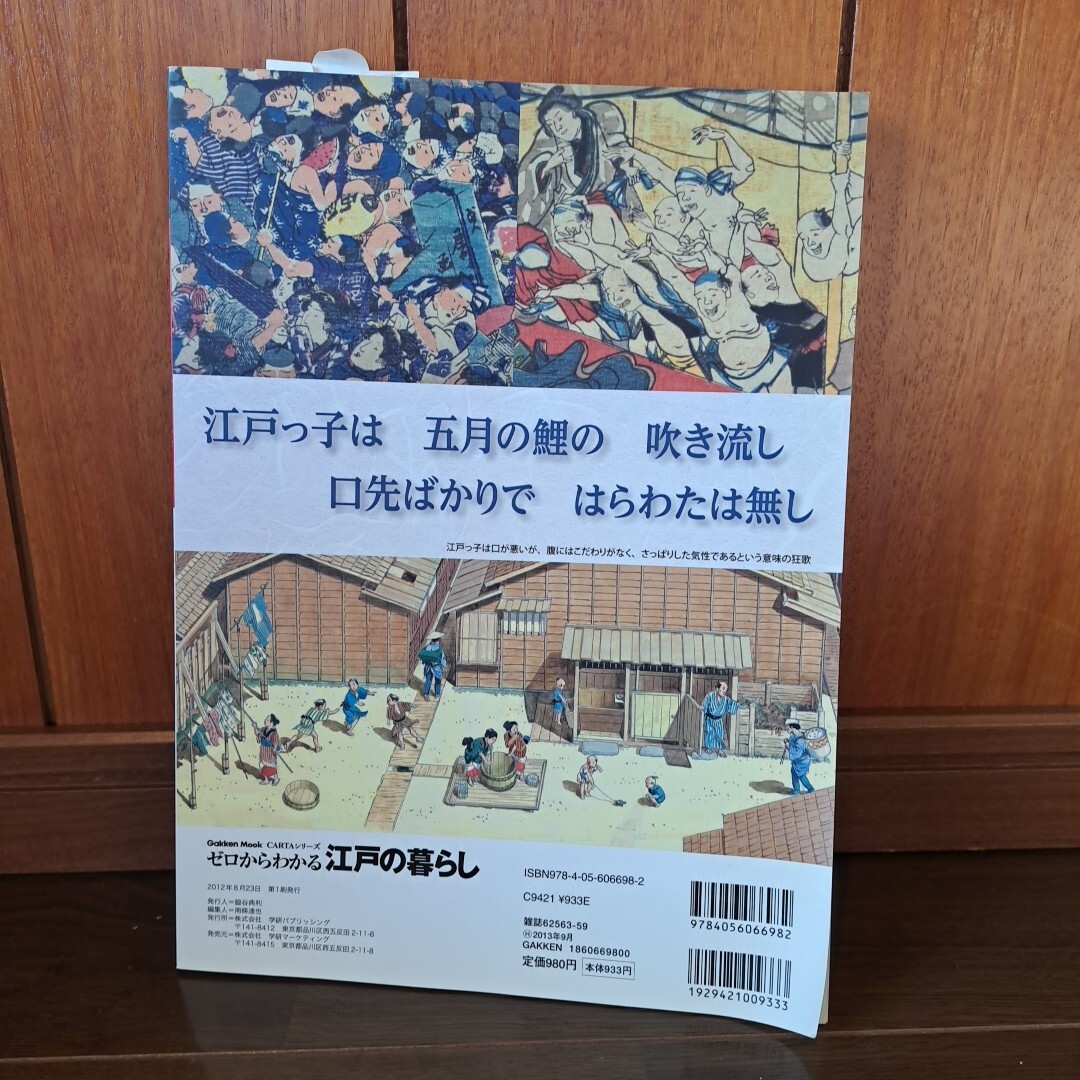 江戸っ子は 五月の鯉の 吹き流し
口先ばかりで はらわたは無し
江戸っ子は口が悪いが、腹にはこだわりがなく、さっぱりした気性であるという意味の狂歌
Gakken Mook CARTAシリーズ
ゼロからわかる江戸の暮らし
2012年8月23日 第1刷発行
発行人=脇谷典利
編集人=南條達也
発行所=株式会社 学研パブリッシング
〒141-8412 東京都品川区西五反田2-11-8
発売元=株式会社 学研マーケティング
〒141-8415 東京都品川区西五反田2-11-8
ISBN978-4-05-606698-2
C9421 ¥933E
雑誌62563-59
Ⓗ2013年9月
GAKKEN 1860669800
定価980円 本体933円
9784056066982
1929421009333